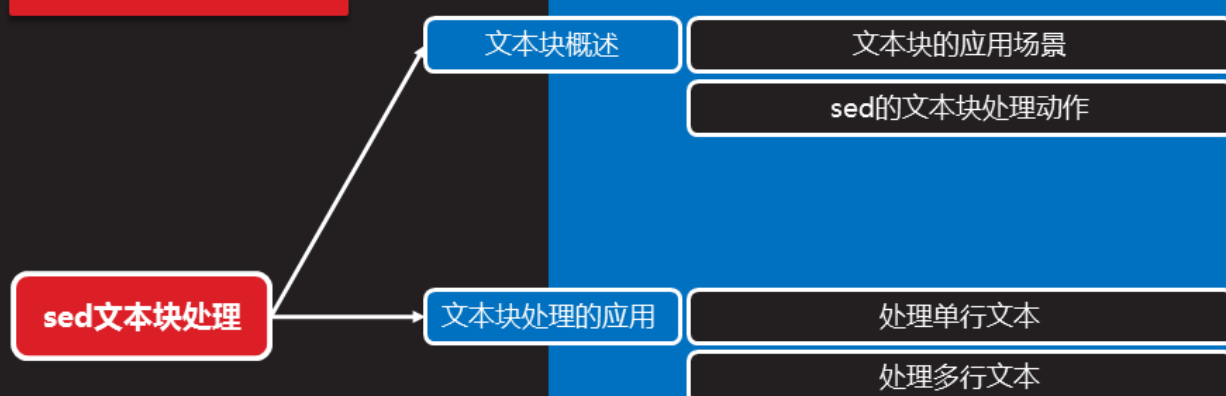 文本块概述
文本块的应用场景
sed的文本块处理动作
sed文本块处理
文本块处理的应用
处理单行文本
处理多行文本